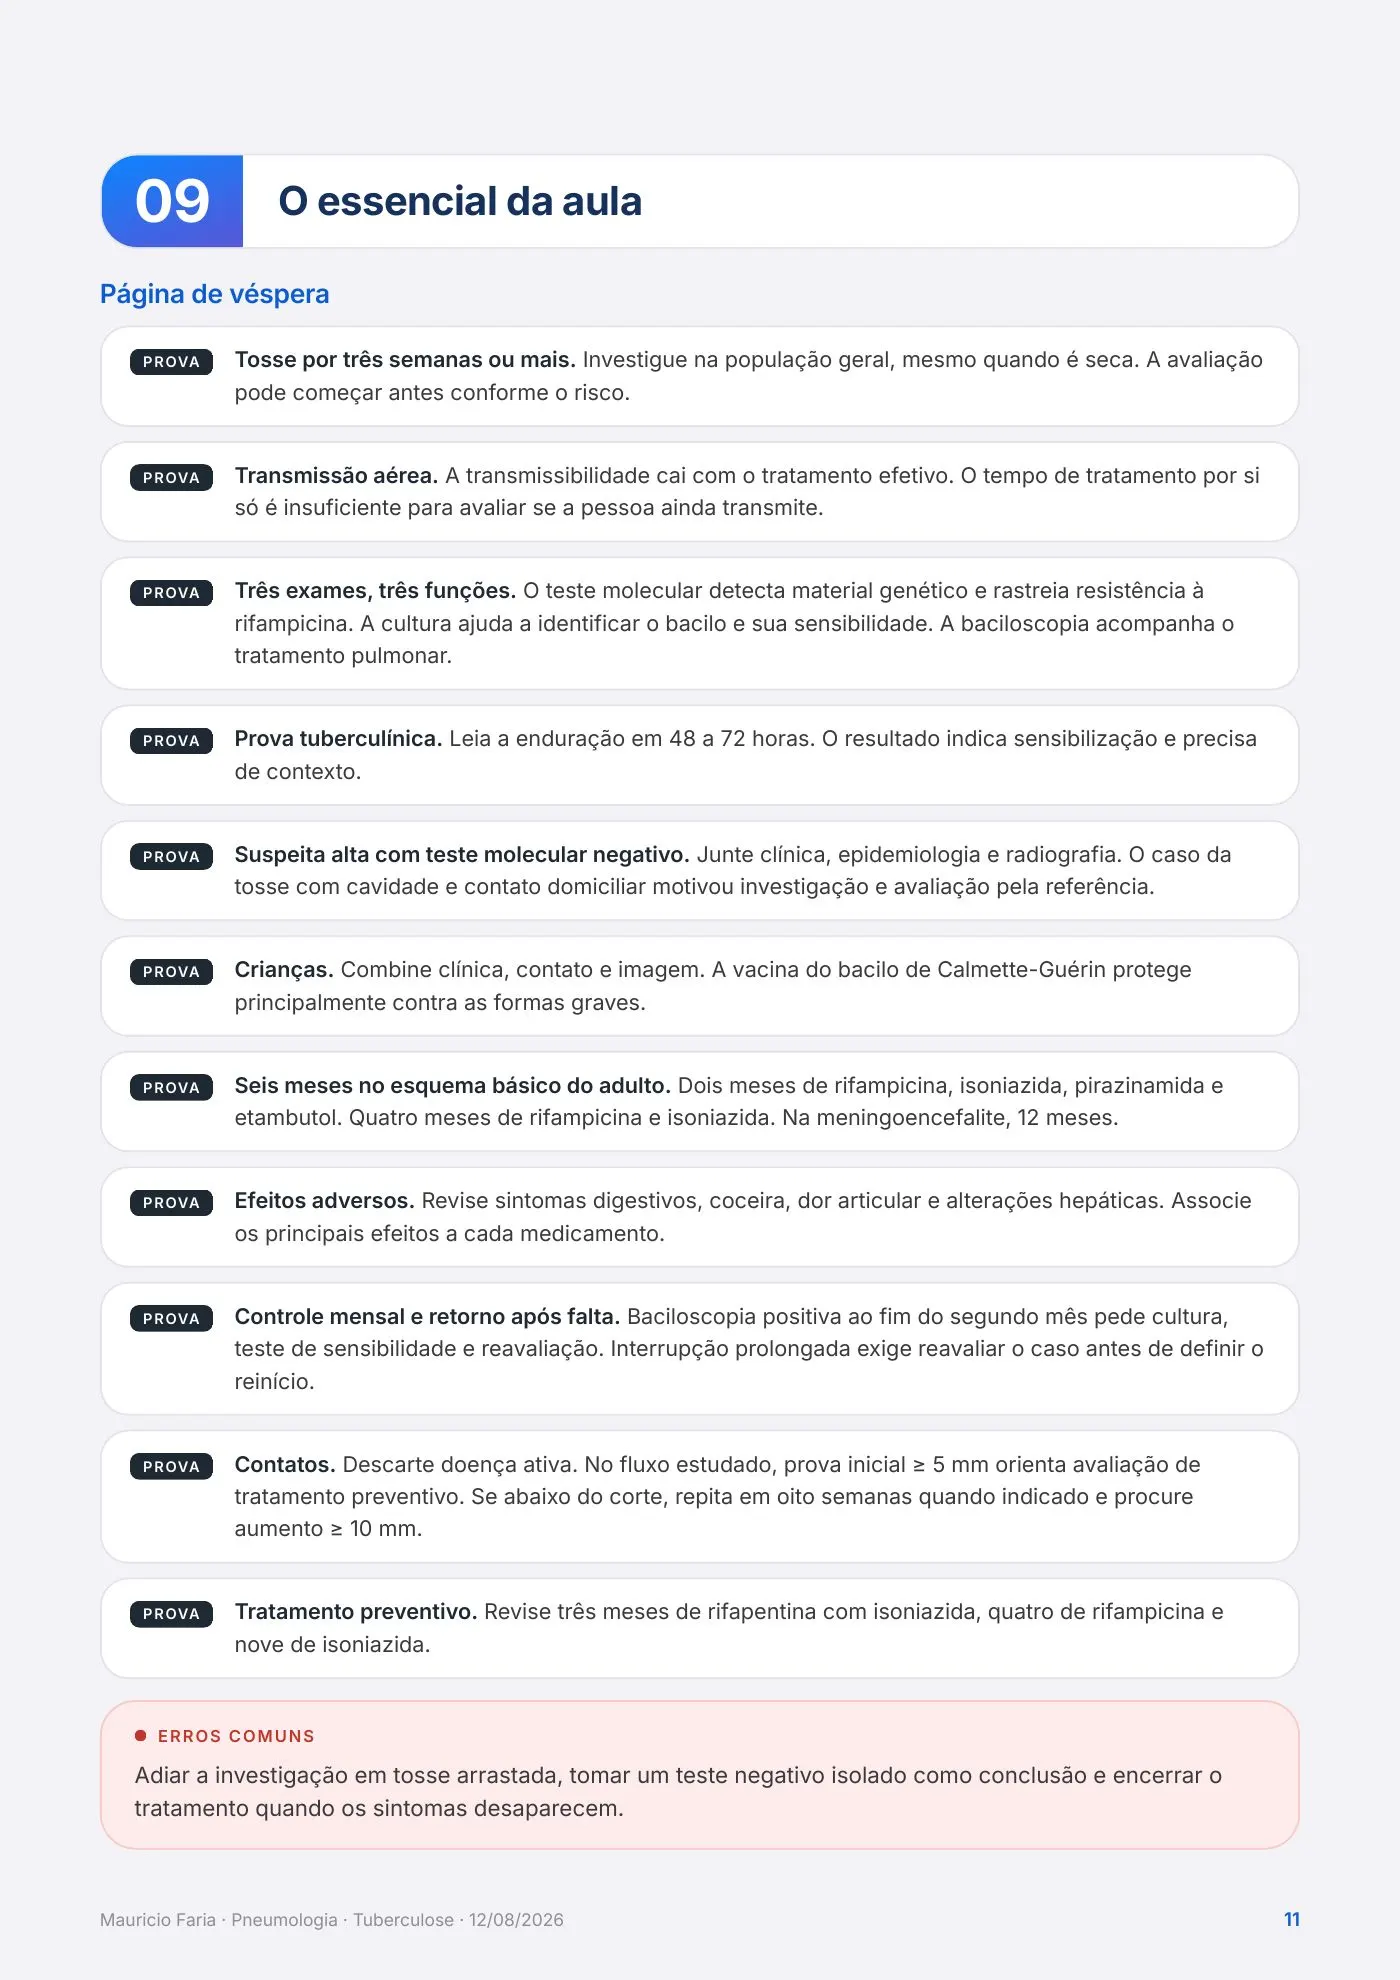 09
O essencial da aula
Página de véspera
PROVA
Tosse por três semanas ou mais. Investigue na população geral, mesmo quando é seca. A avaliação
pode começar antes conforme o risco.
PROVA
Transmissão aérea. A transmissibilidade cai com o tratamento efetivo. O tempo de tratamento por si
só é insuficiente para avaliar se a pessoa ainda transmite.
PROVA
Três exames, três funções. O teste molecular detecta material genético e rastreia resistência à
rifampicina. A cultura ajuda a identificar o bacilo e sua sensibilidade. A baciloscopia acompanha o
tratamento pulmonar.
PROVA
Prova tuberculínica. Leia a enduração em 48 a 72 horas. O resultado indica sensibilização e precisa
de contexto.
PROVA
Suspeita alta com teste molecular negativo. Junte clínica, epidemiologia e radiografia. O caso da
tosse com cavidade e contato domiciliar motivou investigação e avaliação pela referência.
PROVA
Crianças. Combine clínica, contato e imagem. A vacina do bacilo de Calmette-Guérin protege
principalmente contra as formas graves.
PROVA
Seis meses no esquema básico do adulto. Dois meses de rifampicina, isoniazida, pirazinamida e
etambutol. Quatro meses de rifampicina e isoniazida. Na meningoencefalite, 12 meses.
PROVA
Efeitos adversos. Revise sintomas digestivos, coceira, dor articular e alterações hepáticas. Associe
os principais efeitos a cada medicamento.
PROVA
Controle mensal e retorno após falta. Baciloscopia positiva ao fim do segundo mês pede cultura,
teste de sensibilidade e reavaliação. Interrupção prolongada exige reavaliar o caso antes de definir o
reinício.
PROVA
Contatos. Descarte doença ativa. No fluxo estudado, prova inicial ≥ 5 mm orienta avaliação de
tratamento preventivo. Se abaixo do corte, repita em oito semanas quando indicado e procure
aumento ≥ 10 mm.
PROVA
Tratamento preventivo. Revise três meses de rifapentina com isoniazida, quatro de rifampicina e
nove de isoniazida.
ERROS COMUNS
Adiar a investigação em tosse arrastada, tomar um teste negativo isolado como conclusão e encerrar o
tratamento quando os sintomas desaparecem.
Mauricio Faria · Pneumologia · Tuberculose · 12/08/2026
11